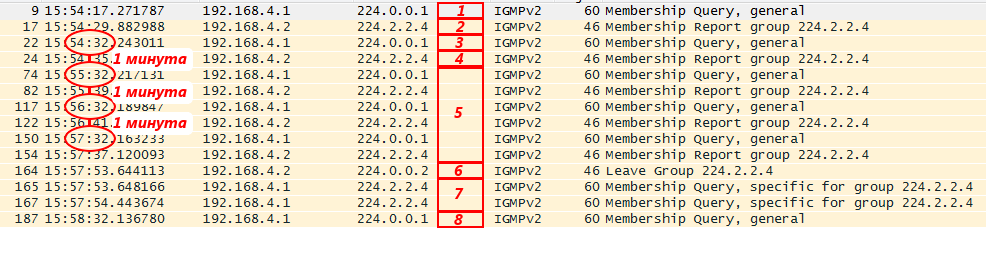 9 15:54:17.271787 192.168.4.1 224.0.0.1 1 IGMPv2 60 Membership Query, general
17 15:54:29.882988 192.168.4.2 224.2.2.4 2 IGMPv2 46 Membership Report group 224.2.2.4
22 15:54:32.243011 192.168.4.1 224.0.0.1 3 IGMPv2 60 Membership Query, general
24 15:54:35. 1 минута 192.168.4.2 224.2.2.4 4 IGMPv2 46 Membership Report group 224.2.2.4
74 15:55:32.217131 192.168.4.1 224.0.0.1 IGMPv2 60 Membership Query, general
82 15:55:39. 1 минута 192.168.4.2 224.2.2.4 IGMPv2 46 Membership Report group 224.2.2.4
117 15:56:32.189847 192.168.4.1 224.0.0.1 5 IGMPv2 60 Membership Query, general
122 15:56:41. 1 минута 192.168.4.2 224.2.2.4 IGMPv2 46 Membership Report group 224.2.2.4
150 15:57:32.163233 192.168.4.1 224.0.0.1 IGMPv2 60 Membership Query, general
154 15:57:37.120093 192.168.4.2 224.2.2.4 IGMPv2 46 Membership Report group 224.2.2.4
164 15:57:53.644113 192.168.4.2 224.0.0.2 6 IGMPv2 46 Leave Group 224.2.2.4
165 15:57:53.648166 192.168.4.1 224.2.2.4 7 IGMPv2 60 Membership Query, specific for group 224.2.2.4
167 15:57:54.443674 192.168.4.1 224.2.2.4 IGMPv2 60 Membership Query, specific for group 224.2.2.4
187 15:58:32.136780 192.168.4.1 224.0.0.1 8 IGMPv2 60 Membership Query, general